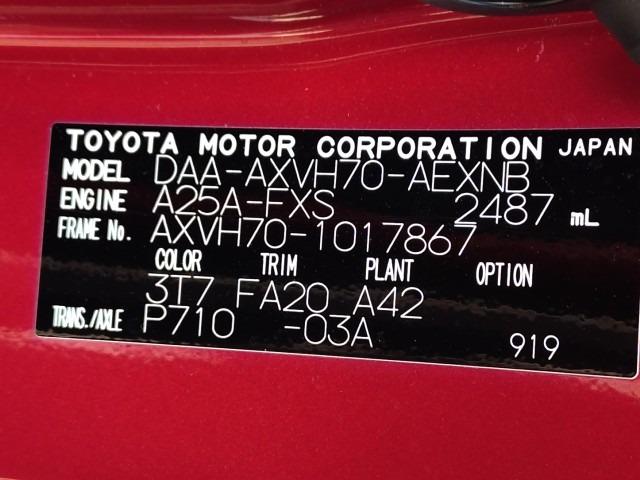 TOYOTA MOTOR CORPORATION JAPAN
MODEL DAA-AXVH70-AEXNB
ENGINE A25A-FXS 2487 mL
FRAME No. AXVH70-1017867
COLOR TRIM PLANT OPTION
3T7 FA20 A42
TRANS./AXLE P710 -03A
919